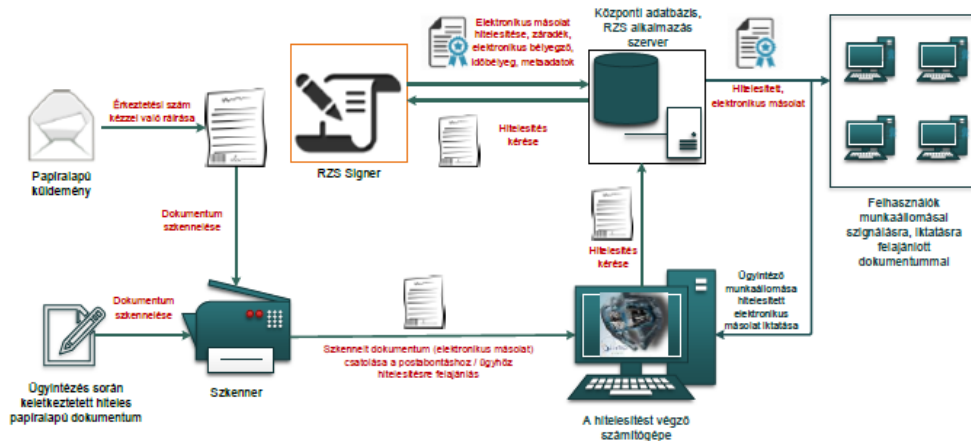 Elektronikus másolat
hitelesítése, záradék,
elektronikus bélyegző,
időbélyeg, metaadatok
Központi adatbázis,
RZS alkalmazás
szerver
Hitelesített,
elektronikus másolat
Érkeztetési szám
kézzel való ráírása
Hitelesítés
kérése
RZS Signer
Papíralapú
küldemény
Dokumentum
szkennelése
Hitelesítés
kérése
Felhasználók
munkaállomásai
szignálásra, iktatásra
felajánlott
dokumentummal
Ügyintéző
munkaállomása
hitelesített
elektronikus
másolat iktatása
Dokumentum
szkennelése
Szkennelt dokumentum (elektronikus másolat)
csatolása a postabontáshoz / ügyhöz
hitelesítésre felajánlás
Szkenner
Ügyintézés során
keletkeztetett hiteles
papíralapú dokumentum
A hitelesítést végző
számítógépe